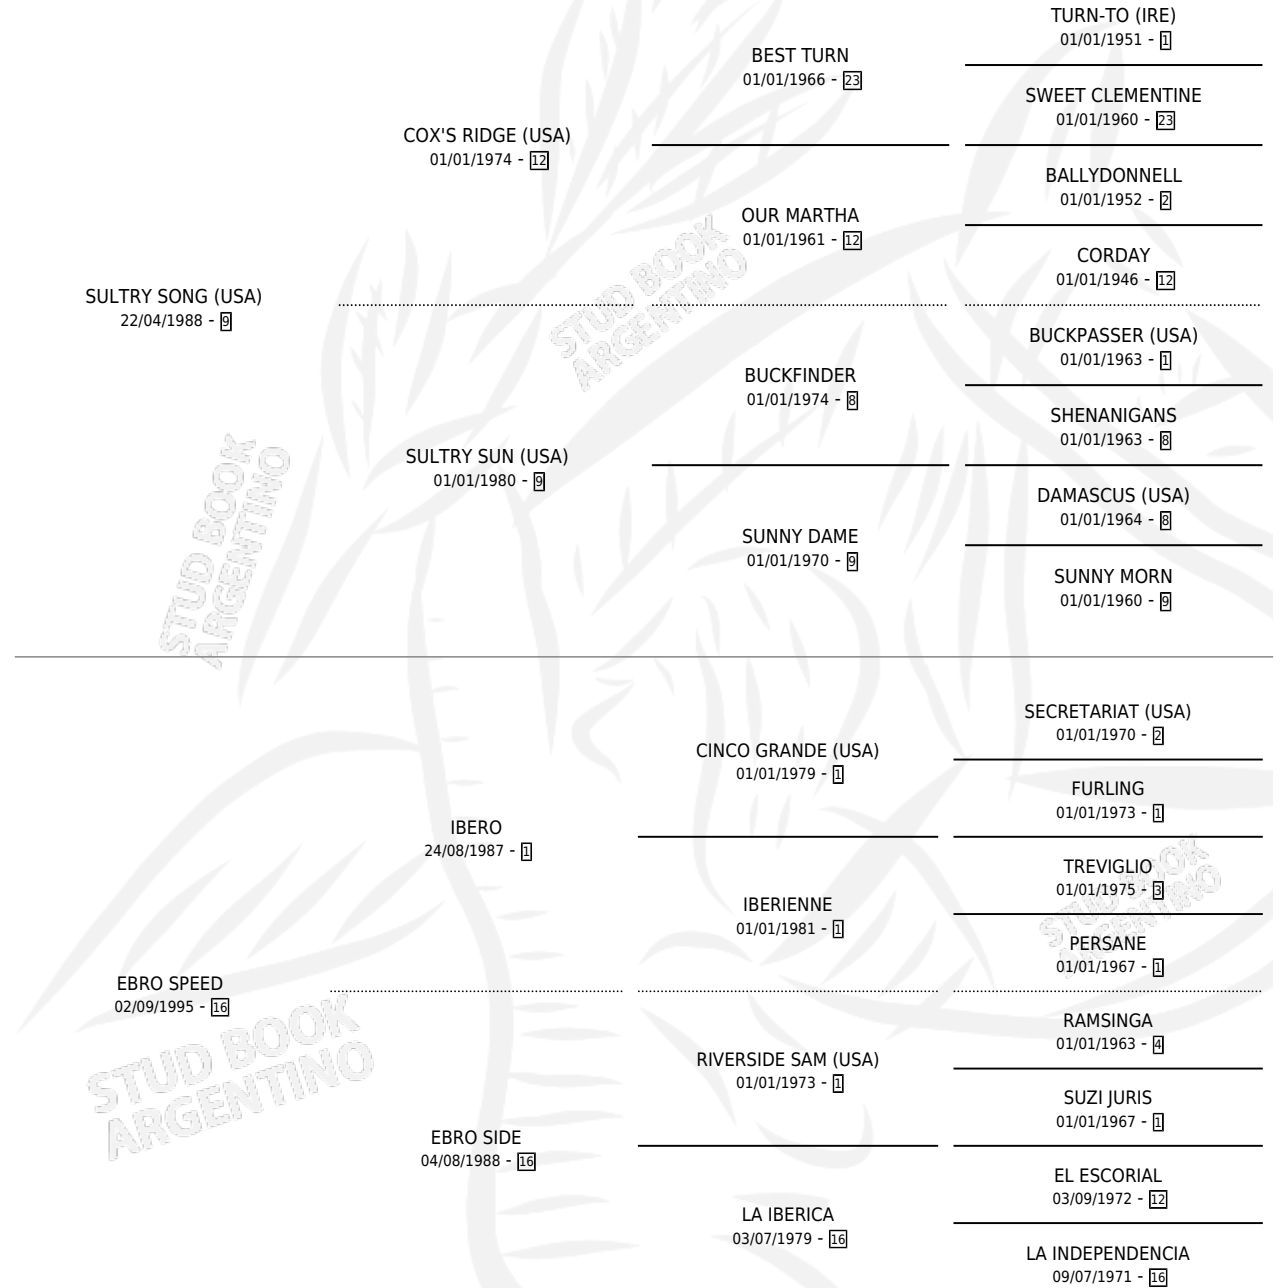 TURN-TO (IRE)
01/01/1951 - 1
BEST TURN
01/01/1966 - 23
SWEET CLEMENTINE
01/01/1960 - 23
COX'S RIDGE (USA)
01/01/1974 - 12
BALLYDONNELL
01/01/1952 - 2
OUR MARTHA
01/01/1961 - 12
CORDAY
01/01/1946 - 12
SULTRY SONG (USA)
22/04/1988 - 9
STUD BOOK
ARGENTINO
BUCKPASSER (USA)
01/01/1963 - 1
BUCKFINDER
01/01/1974 - 8
SHENANIGANS
01/01/1963 - 8
SULTRY SUN (USA)
01/01/1980 - 9
DAMASCUS (USA)
01/01/1964 - 8
SUNNY DAME
01/01/1970 - 9
SUNNY MORN
01/01/1960 - 9
STUD BOOK
ARGENTINO
SECRETARIAT (USA)
01/01/1970 - 2
CINCO GRANDE (USA)
01/01/1979 - 1
FURLING
01/01/1973 - 1
IBERO
24/08/1987 - 1
TREVIGLIO
01/01/1975 - 3
IBERIENNE
01/01/1981 - 1
PERSANE
01/01/1967 - 1
STUD BOOK
ARGENTINO
EBRO SPEED
02/09/1995 - 16
RAMSINGA
01/01/1963 - 4
RIVERSIDE SAM (USA)
01/01/1973 - 1
SUZI JURIS
01/01/1967 - 1
STUD BOOK
ARGENTINO
EBRO SIDE
04/08/1988 - 16
EL ESCORIAL
03/09/1972 - 12
LA IBERICA
03/07/1979 - 16
LA INDEPENDENCIA
09/07/1971 - 16